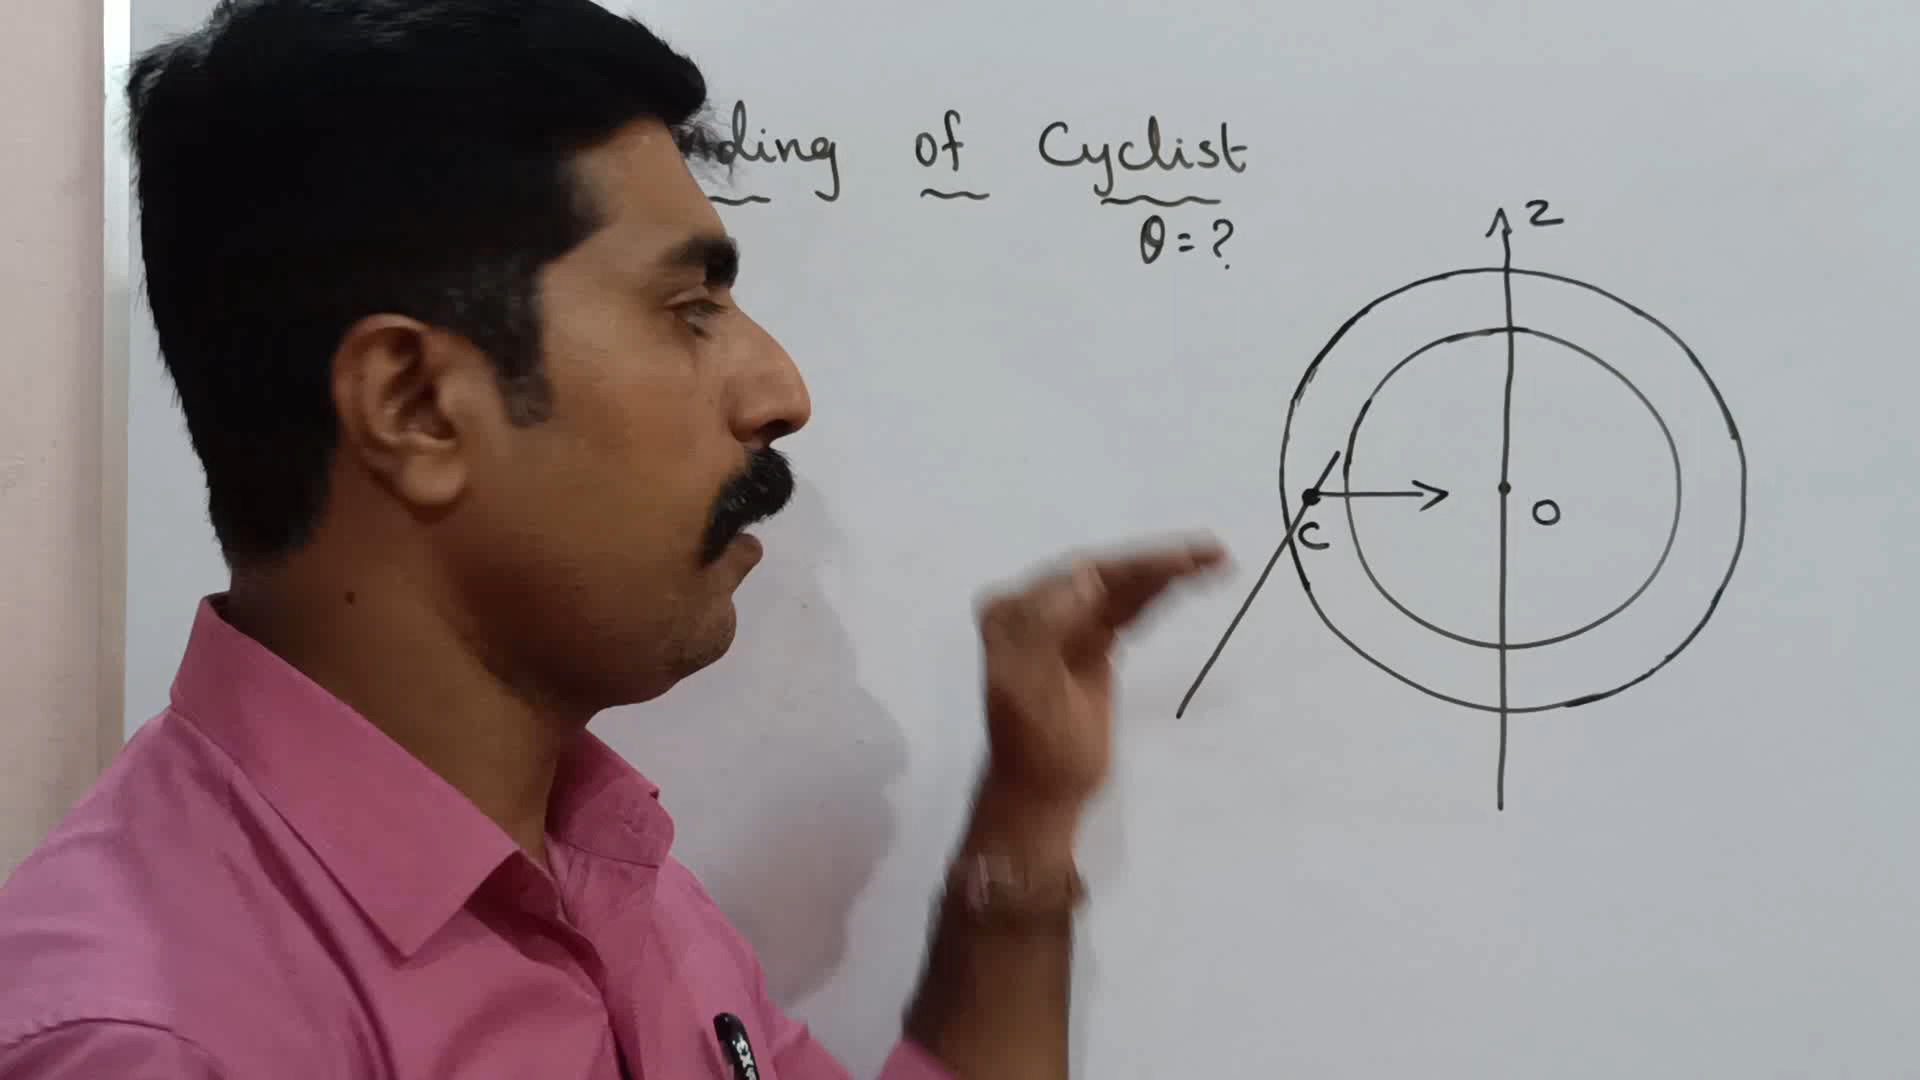 nding of Cyclist
θ = ?
Z
O
C